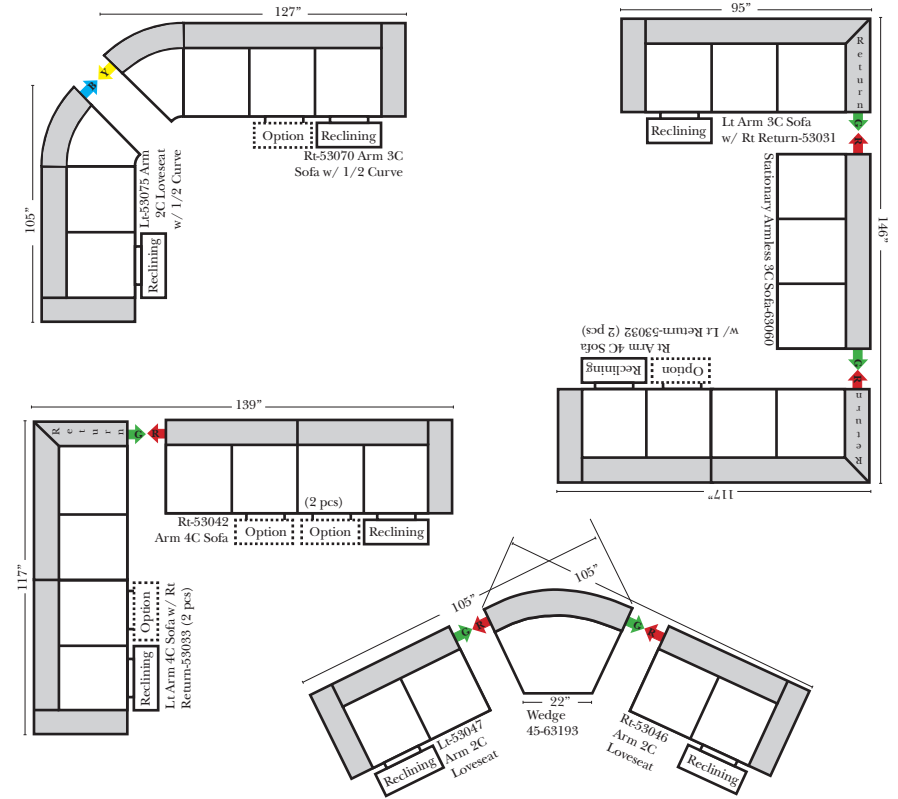 127”
B
Y
Option
Reclining
Rt-53070 Arm 3C
Sofa w/ 1/2 Curve
105”
Lt-53075 Arm
2C Loveseat
w/ 1/2 Curve
Reclining
95”
Return
G
R
Reclining
Lt Arm 3C Sofa
w/ Rt Return-53031
146”
Stationary Armless 3C Sofa-63060
G
R
Rt Arm 4C Sofa
w/ Lt Return-53032 (2 pcs)
Reclining
Option
Return
117”
139”
Return
G
R
(2 pcs)
Rt-53042
Arm 4C Sofa
Option
Option
Reclining
117”
Option
Reclining
Lt Arm 4C Sofa w/ Rt
Return-53033 (2 pcs)
105”
105”
G
R
G
R
22”
Wedge
45-63193
Lt-53047
Arm 2C
Loveseat
Reclining
Rt-53046
Arm 2C
Loveseat
Reclining